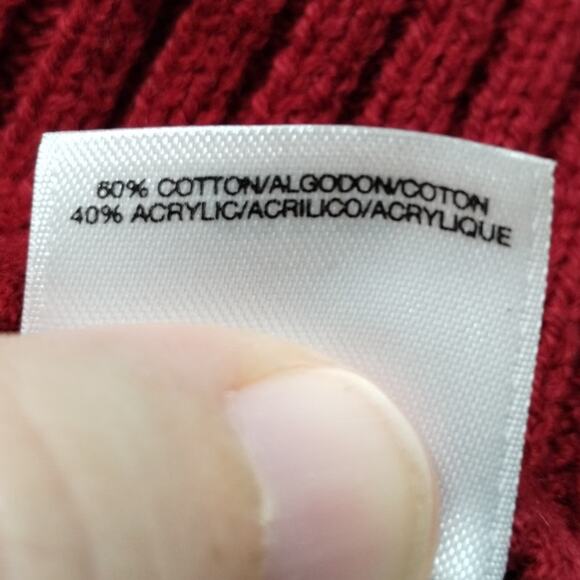 60% COTTON/ALGODON/COTON
40% ACRYLIC/ACRILICO/ACRYLIQUE